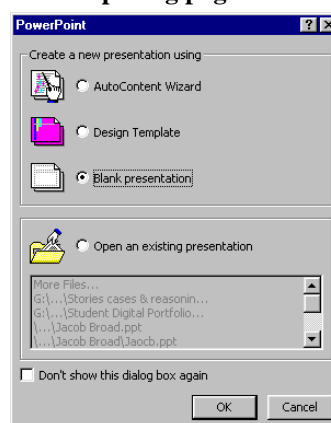 PowerPoint
Create a new presentation using
AutoContent Wizard
Design Template
Blank presentation
Open an existing presentation
More Files...
G:\...\Stories cases & reasonin...
G:\...\Student Digital Portfolio...
\...\Jacob Broad.ppt
\...\Jacob Broad\Jaocb.ppt
Don't show this dialog box again
OK Cancel